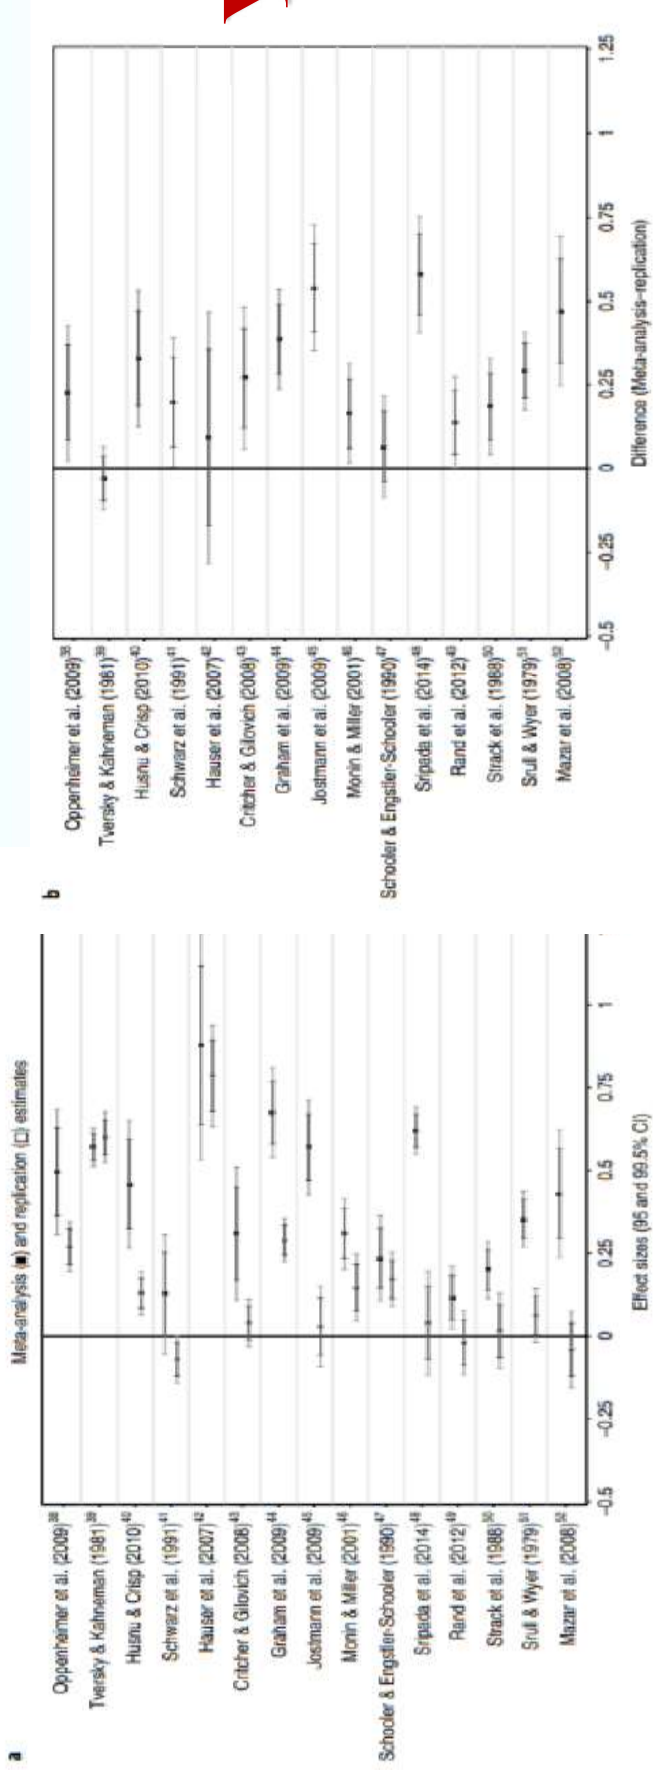 a
Meta-analysis (■) and replication (□) estimates
Oppenheimer et al. (2009)38
Tversky & Kahneman (1981)39
Husnu & Crisp (2010)40
Schwarz et al. (1991)41
Hauser et al. (2007)42
Critcher & Gilovich (2008)43
Graham et al. (2009)44
Jostmann et al. (2009)45
Monin & Miller (2001)46
Schooler & Engstler-Schooler (1990)47
Sripada et al. (2014)48
Rand et al. (2012)49
Strack et al. (1988)50
Srull & Wyer (1979)51
Mazar et al. (2008)52
−0.5 −0.25 0 0.25 0.5 0.75 1
Effect sizes (95 and 99.5% CI)
b
Oppenheimer et al. (2009)38
Tversky & Kahneman (1981)39
Husnu & Crisp (2010)40
Schwarz et al. (1991)41
Hauser et al. (2007)42
Critcher & Gilovich (2008)43
Graham et al. (2009)44
Jostmann et al. (2009)45
Monin & Miller (2001)46
Schooler & Engstler-Schooler (1990)47
Sripada et al. (2014)48
Rand et al. (2012)49
Strack et al. (1988)50
Srull & Wyer (1979)51
Mazar et al. (2008)52
−0.5 −0.25 0 0.25 0.5 0.75 1 1.25
Difference (Meta-analysis–replication)